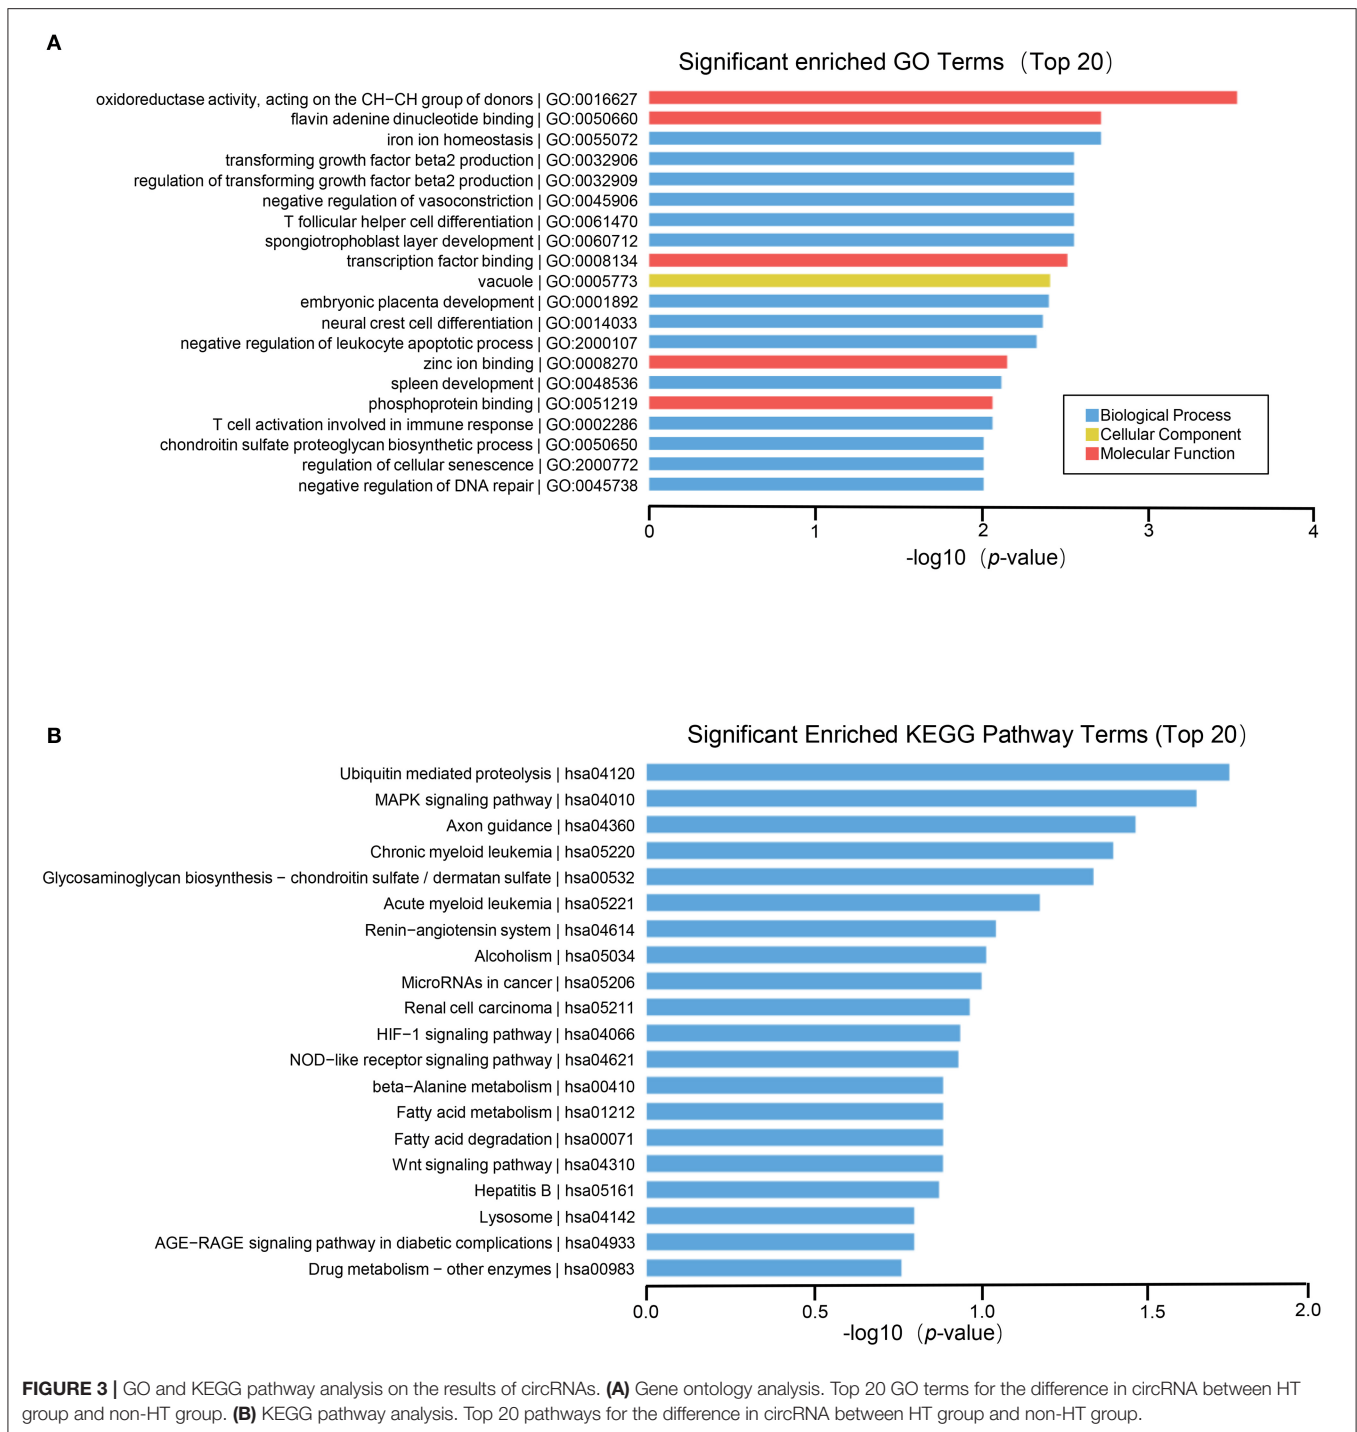 A
Significant enriched GO Terms （Top 20）
oxidoreductase activity, acting on the CH−CH group of donors | GO:0016627
flavin adenine dinucleotide binding | GO:0050660
iron ion homeostasis | GO:0055072
transforming growth factor beta2 production | GO:0032906
regulation of transforming growth factor beta2 production | GO:0032909
negative regulation of vasoconstriction | GO:0045906
T follicular helper cell differentiation | GO:0061470
spongiotrophoblast layer development | GO:0060712
transcription factor binding | GO:0008134
vacuole | GO:0005773
embryonic placenta development | GO:0001892
neural crest cell differentiation | GO:0014033
negative regulation of leukocyte apoptotic process | GO:2000107
zinc ion binding | GO:0008270
spleen development | GO:0048536
phosphoprotein binding | GO:0051219
T cell activation involved in immune response | GO:0002286
chondroitin sulfate proteoglycan biosynthetic process | GO:0050650
regulation of cellular senescence | GO:2000772
negative regulation of DNA repair | GO:0045738
Biological Process
Cellular Component
Molecular Function
0 1 2 3 4
-log10（p-value）
B
Significant Enriched KEGG Pathway Terms (Top 20）
Ubiquitin mediated proteolysis | hsa04120
MAPK signaling pathway | hsa04010
Axon guidance | hsa04360
Chronic myeloid leukemia | hsa05220
Glycosaminoglycan biosynthesis − chondroitin sulfate / dermatan sulfate | hsa00532
Acute myeloid leukemia | hsa05221
Renin−angiotensin system | hsa04614
Alcoholism | hsa05034
MicroRNAs in cancer | hsa05206
Renal cell carcinoma | hsa05211
HIF−1 signaling pathway | hsa04066
NOD−like receptor signaling pathway | hsa04621
beta−Alanine metabolism | hsa00410
Fatty acid metabolism | hsa01212
Fatty acid degradation | hsa00071
Wnt signaling pathway | hsa04310
Hepatitis B | hsa05161
Lysosome | hsa04142
AGE−RAGE signaling pathway in diabetic complications | hsa04933
Drug metabolism − other enzymes | hsa00983
0.0 0.5 1.0 1.5 2.0
-log10（p-value）
FIGURE 3 | GO and KEGG pathway analysis on the results of circRNAs. (A) Gene ontology analysis. Top 20 GO terms for the difference in circRNA between HT
group and non-HT group. (B) KEGG pathway analysis. Top 20 pathways for the difference in circRNA between HT group and non-HT group.